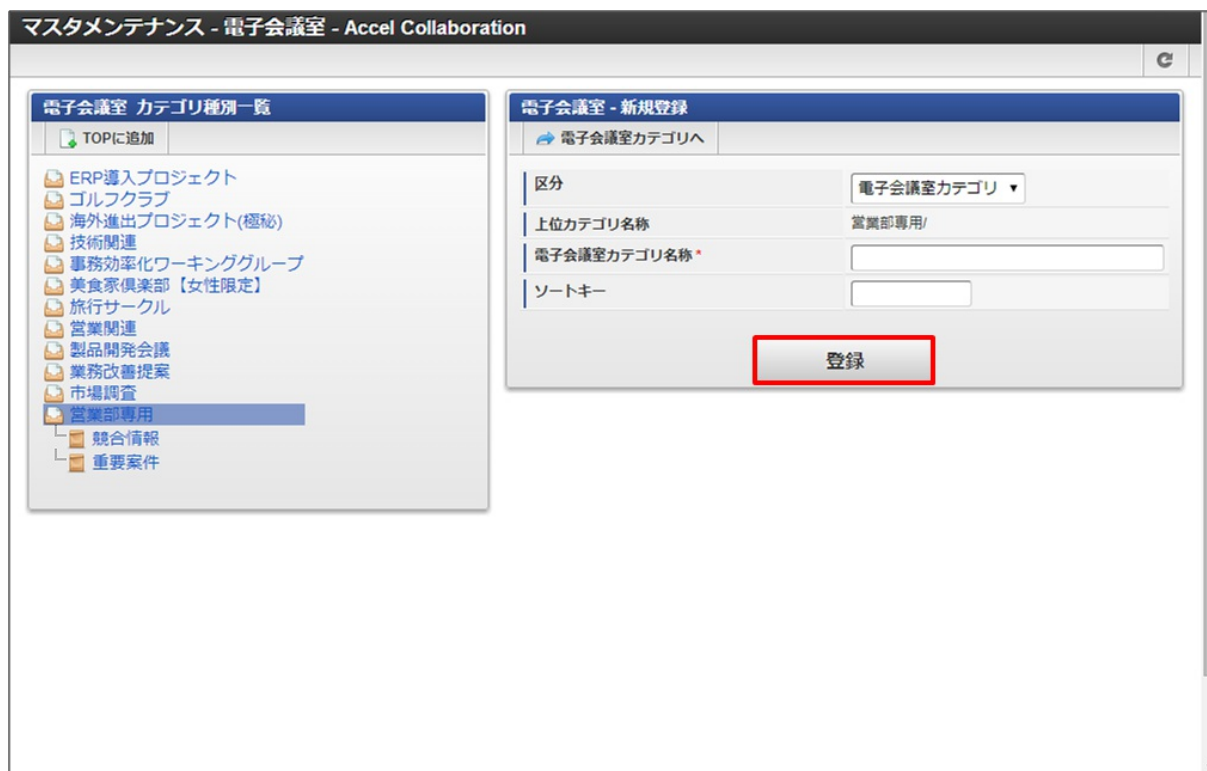 マスタメンテナンス - 電子会議室 - Accel Collaboration
電子会議室 カテゴリ種別一覧
TOPに追加
ERP導入プロジェクト
ゴルフクラブ
海外進出プロジェクト(極秘)
技術関連
事務効率化ワーキンググループ
美食家倶楽部【女性限定】
旅行サークル
営業関連
製品開発会議
業務改善提案
市場調査
営業部専用
競合情報
重要案件
電子会議室 - 新規登録
電子会議室カテゴリへ
区分 電子会議室カテゴリ
上位カテゴリ名称 営業部専用/
電子会議室カテゴリ名称*
ソートキー
登録